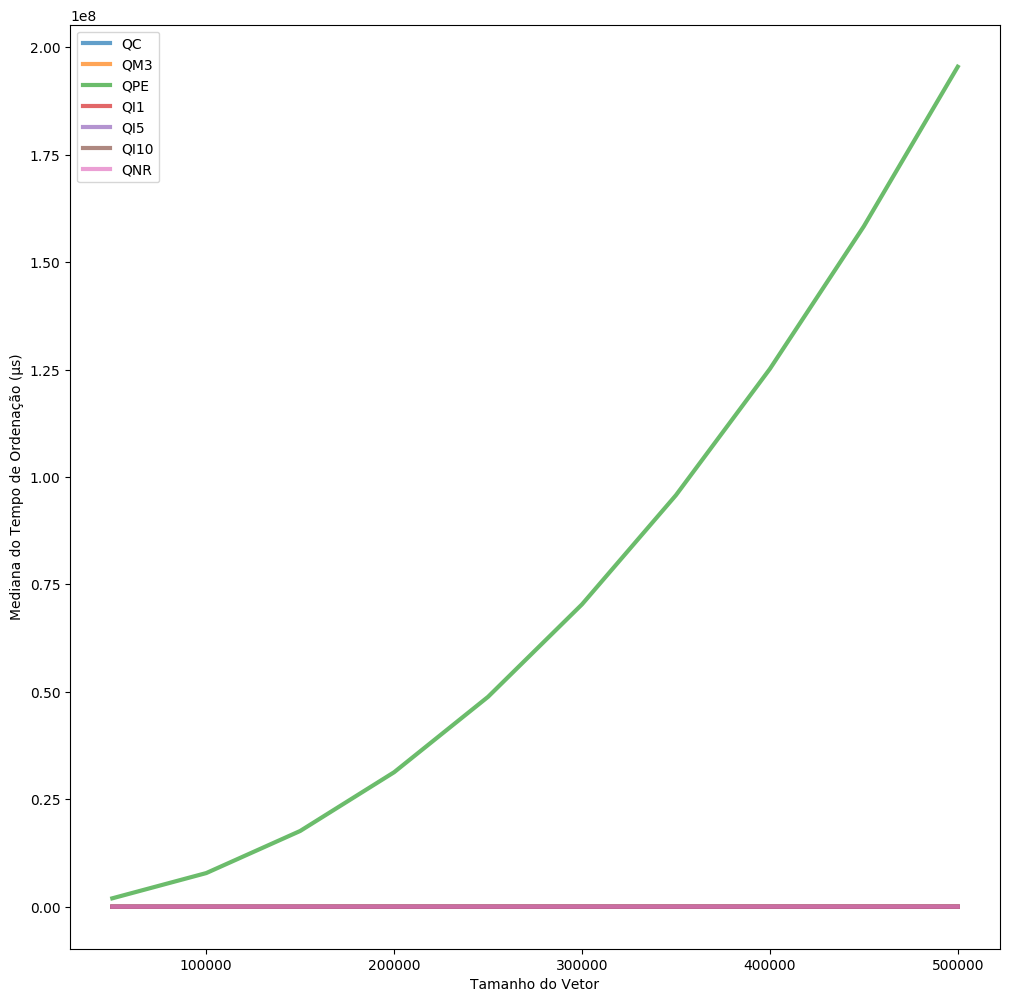 1e8
QC
QM3
QPE
QI1
QI5
QI10
QNR
2.00
1.75
1.50
1.25
1.00
0.75
0.50
0.25
0.00
Mediana do Tempo de Ordenação (μs)
100000 200000 300000 400000 500000
Tamanho do Vetor